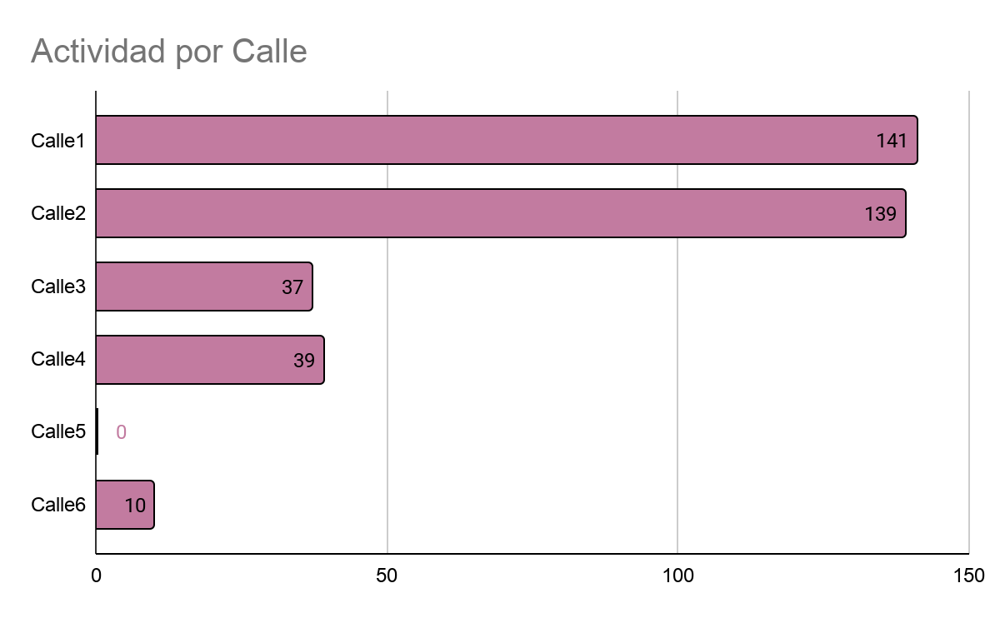 Actividad por Calle
Calle1 141
Calle2 139
Calle3 37
Calle4 39
Calle5 0
Calle6 10
0 50 100 150